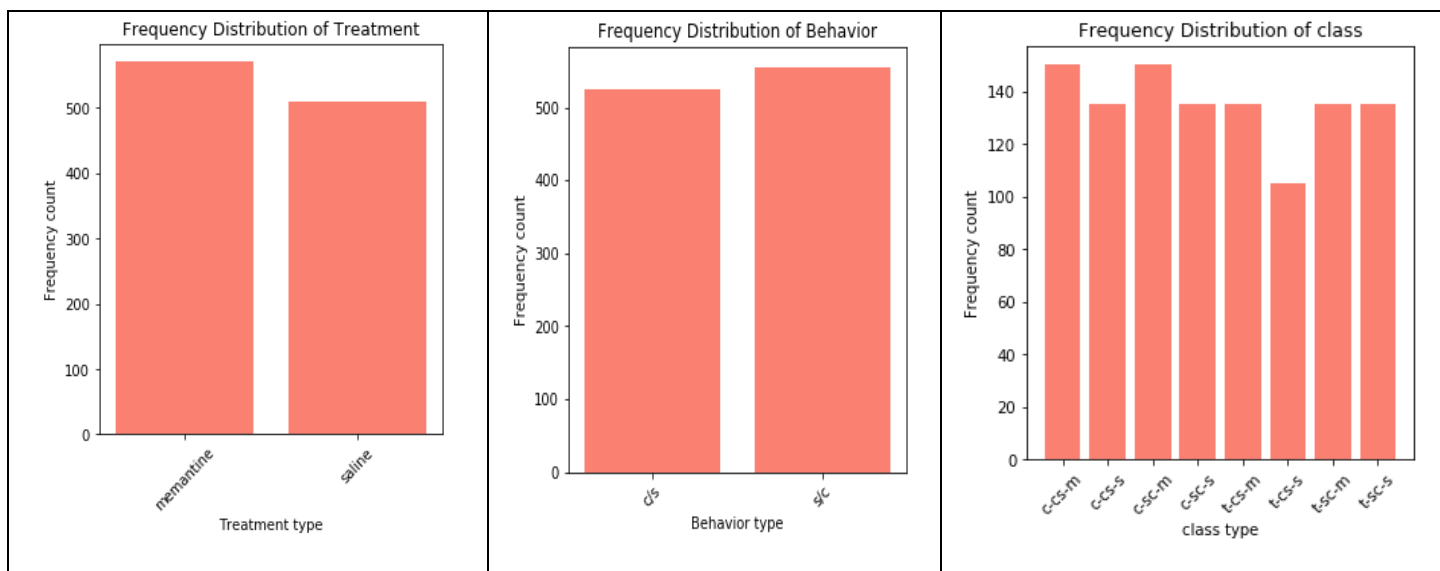 Frequency Distribution of Treatment
500
400
300
200
100
0
Frequency count
memantine
saline
Treatment type
Frequency Distribution of Behavior
500
400
300
200
100
0
Frequency count
c/s
s/c
Behavior type
Frequency Distribution of class
140
120
100
80
60
40
20
0
Frequency count
c-cs-m
c-cs-s
c-sc-m
c-sc-s
t-cs-m
t-cs-s
t-sc-m
t-sc-s
class type